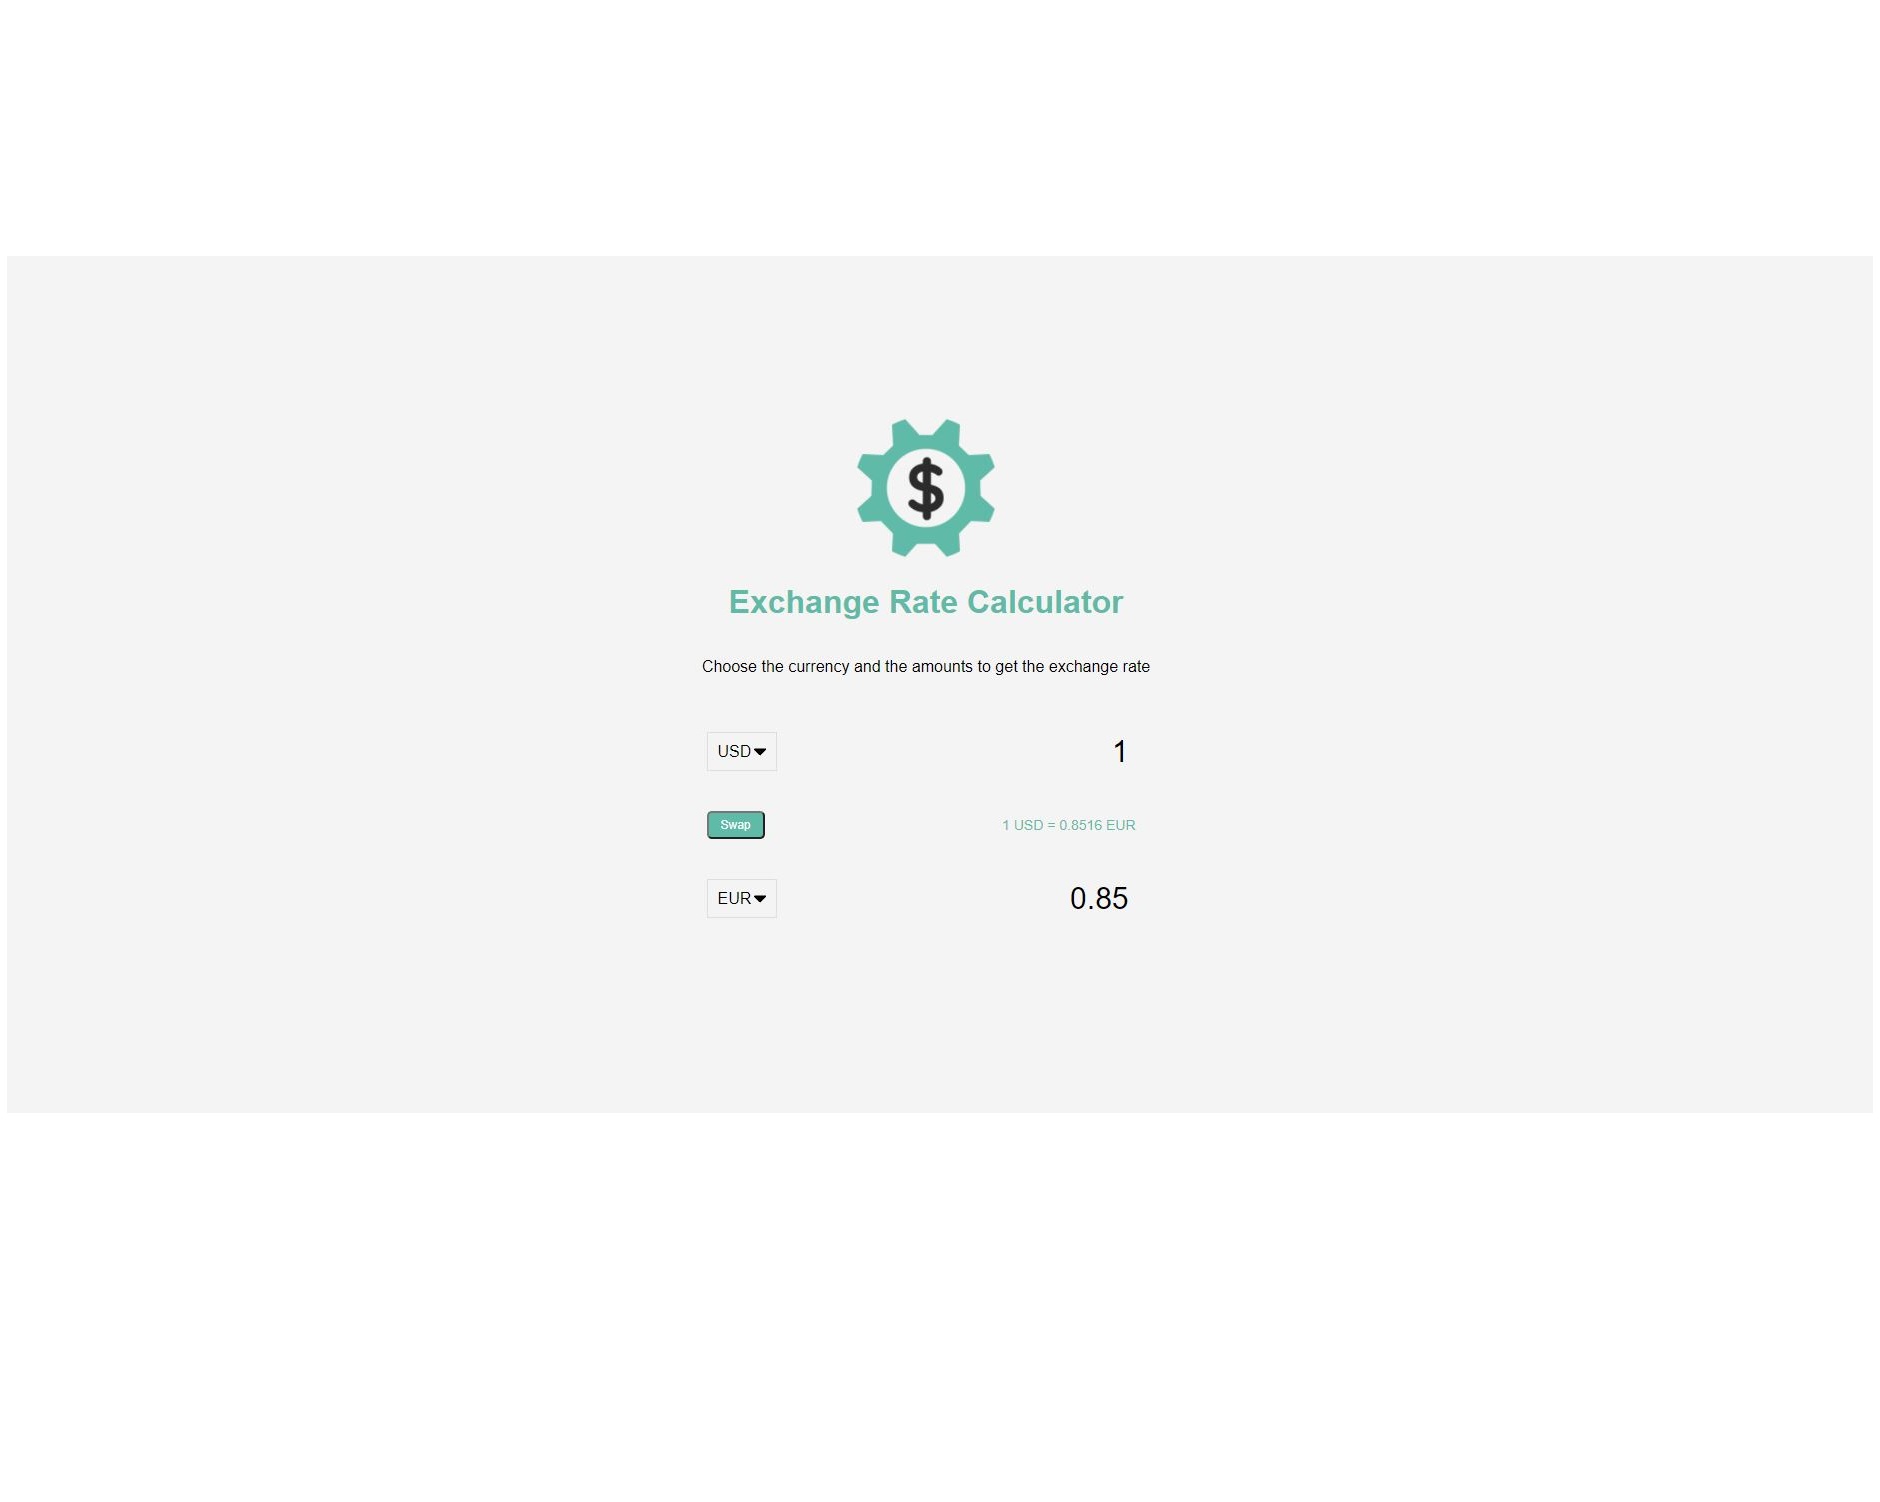 $
Exchange Rate Calculator
Choose the currency and the amounts to get the exchange rate
USD 1
Swap 1 USD = 0.8516 EUR
EUR 0.85